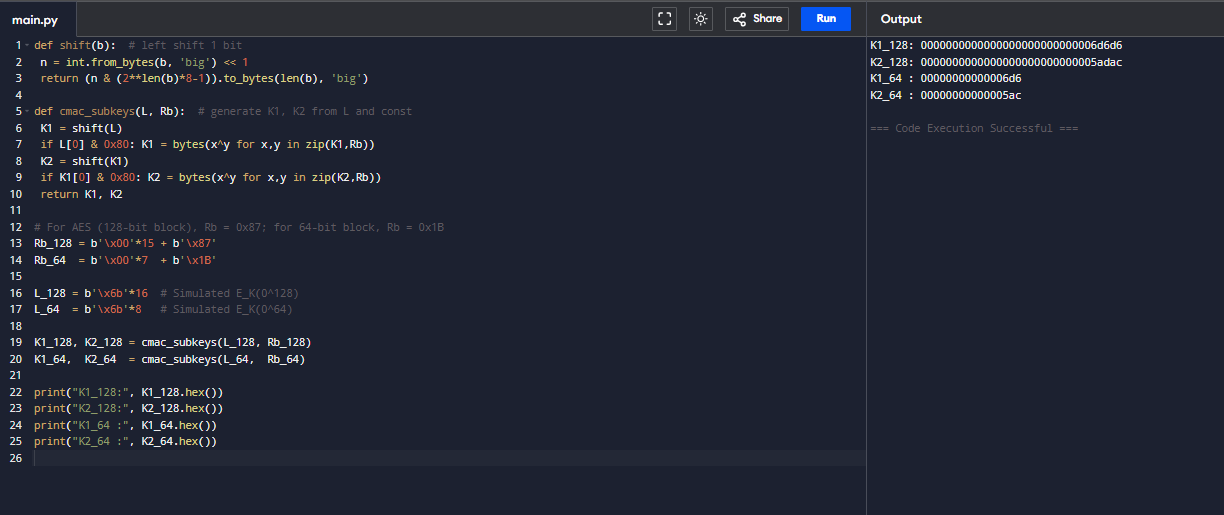 main.py
Share
Run
Output
1 def shift(b):  # left shift 1 bit
2  n = int.from_bytes(b, 'big') << 1
3  return (n & (2**len(b)*8-1)).to_bytes(len(b), 'big')
4
5 def cmac_subkeys(L, Rb):  # generate K1, K2 from L and const
6  K1 = shift(L)
7  if L[0] & 0x80: K1 = bytes(x^y for x,y in zip(K1,Rb))
8  K2 = shift(K1)
9  if K1[0] & 0x80: K2 = bytes(x^y for x,y in zip(K2,Rb))
10  return K1, K2
11
12 # For AES (128-bit block), Rb = 0x87; for 64-bit block, Rb = 0x1B
13 Rb_128 = b'\x00'*15 + b'\x87'
14 Rb_64  = b'\x00'*7  + b'\x1B'
15
16 L_128 = b'\x6b'*16  # Simulated E_K(0^128)
17 L_64  = b'\x6b'*8   # Simulated E_K(0^64)
18
19 K1_128, K2_128 = cmac_subkeys(L_128, Rb_128)
20 K1_64,  K2_64  = cmac_subkeys(L_64,  Rb_64)
21
22 print("K1_128:", K1_128.hex())
23 print("K2_128:", K2_128.hex())
24 print("K1_64 :", K1_64.hex())
25 print("K2_64 :", K2_64.hex())
26
K1_128: 0000000000000000000000000006d6d6
K2_128: 0000000000000000000000000005adac
K1_64 : 00000000000006d6
K2_64 : 00000000000005ac
=== Code Execution Successful ===